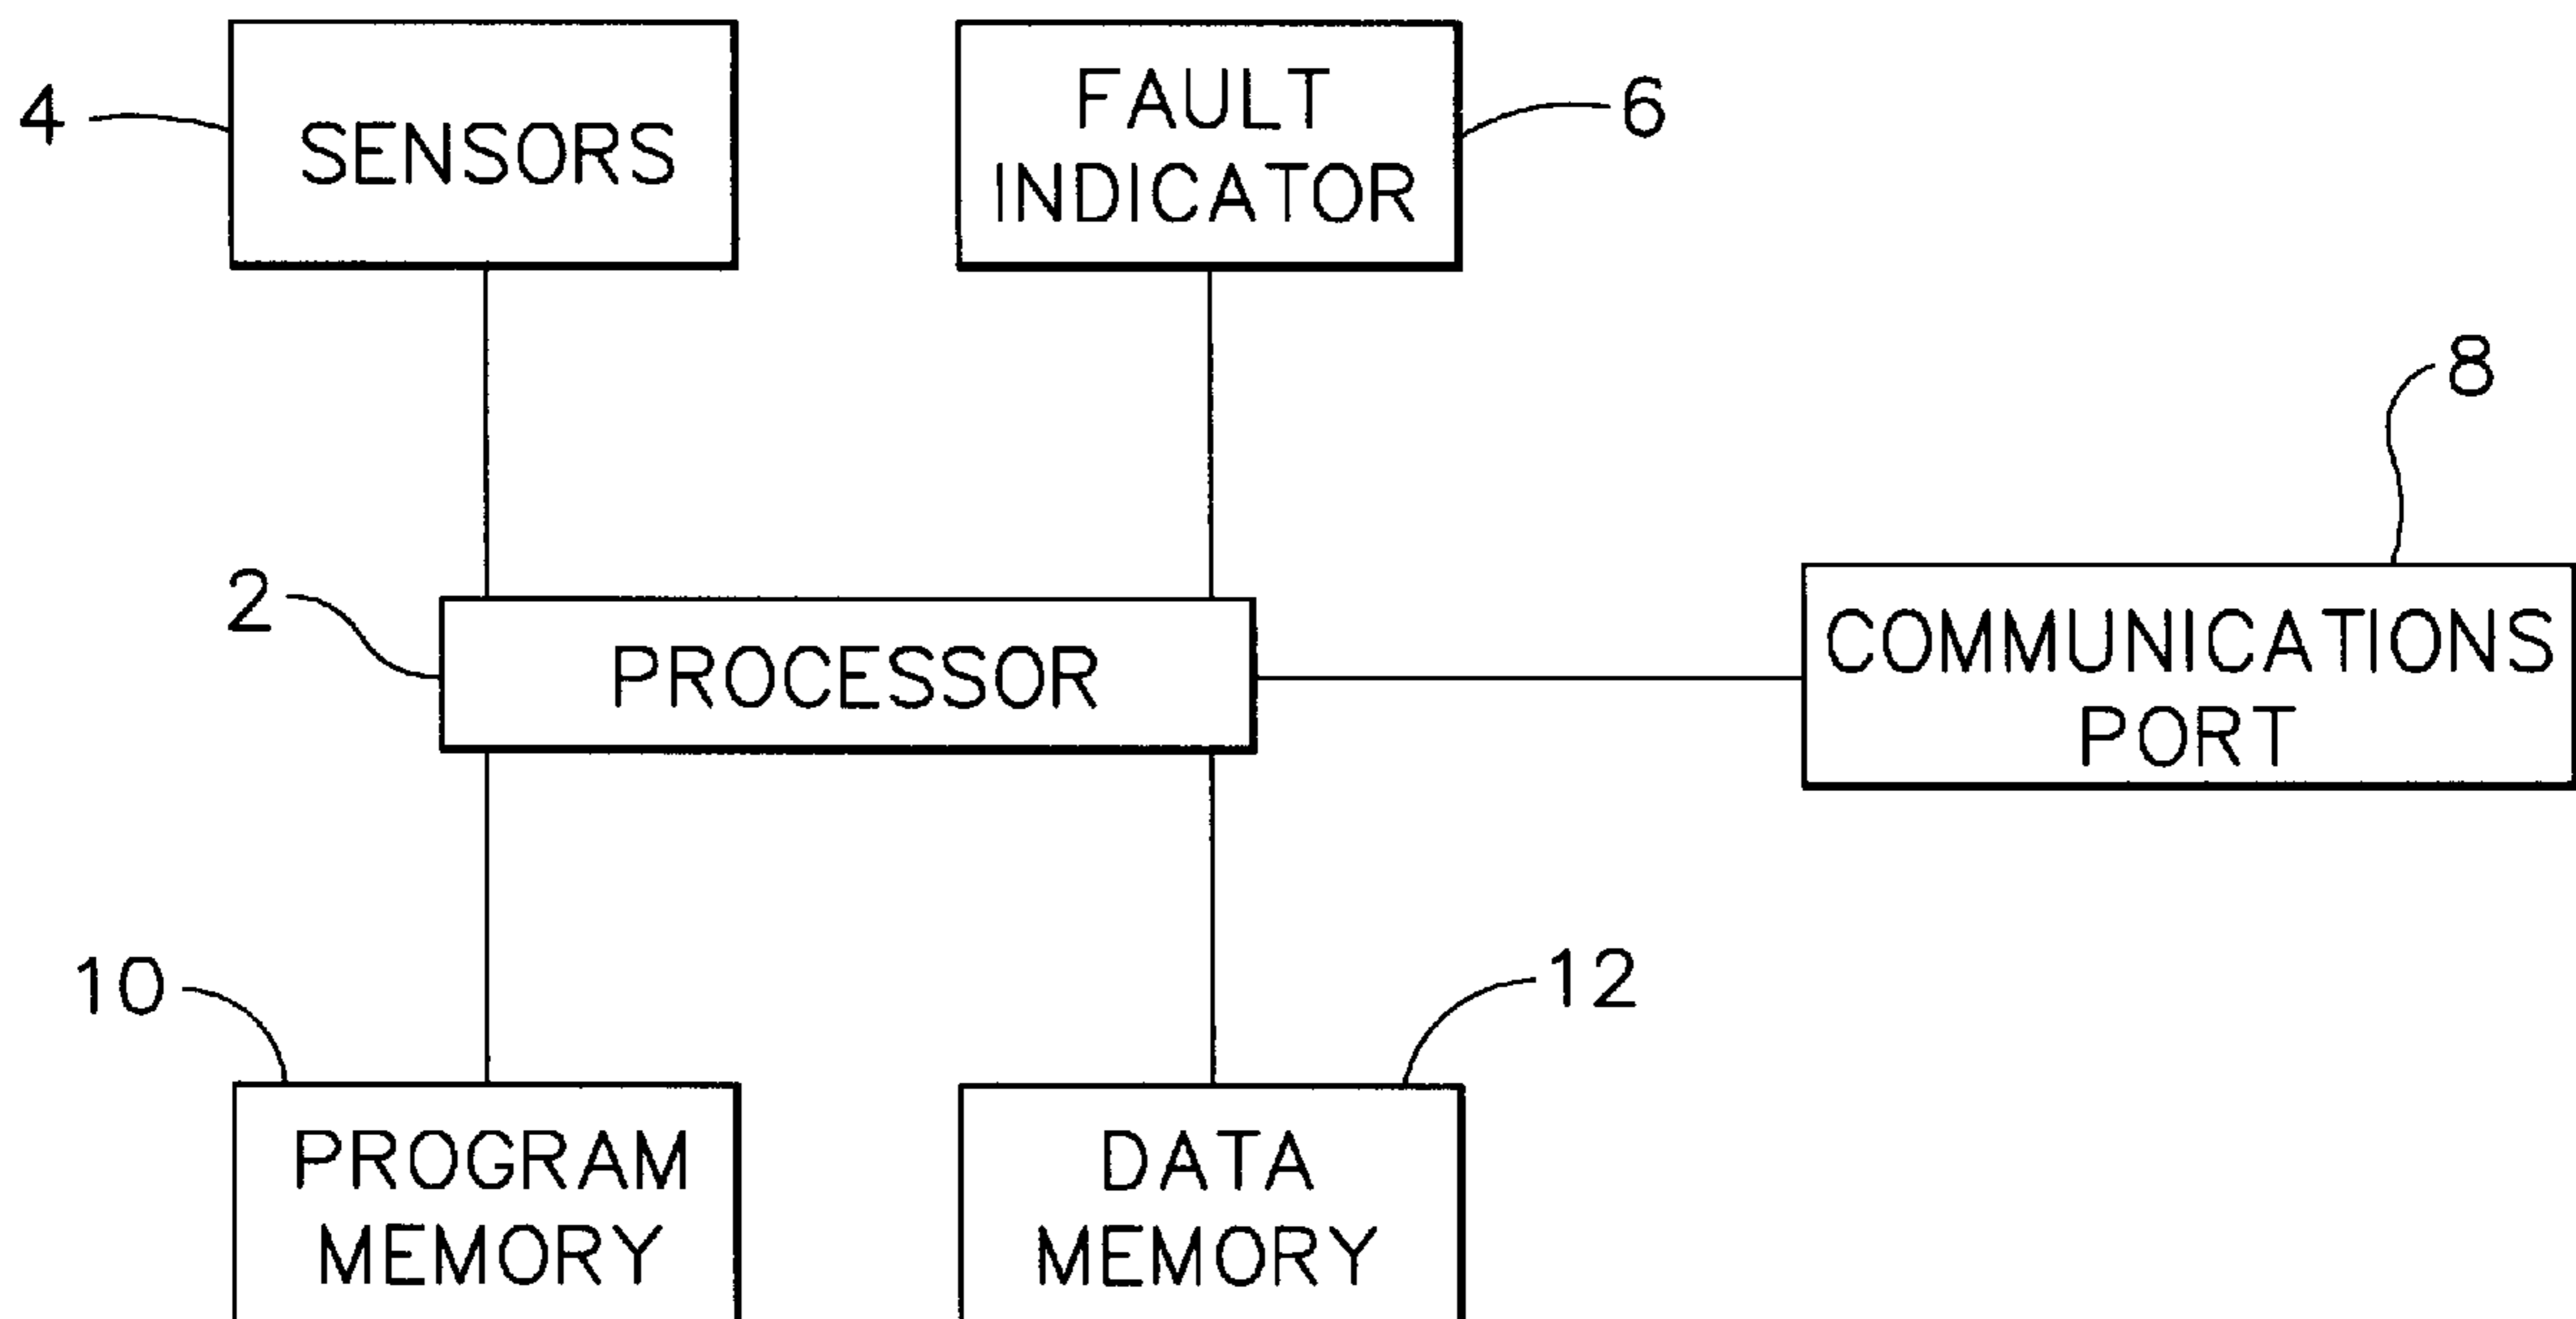 4
SENSORS
FAULT
INDICATOR
6
8
2
PROCESSOR
COMMUNICATIONS
PORT
10
PROGRAM
MEMORY
12
DATA
MEMORY